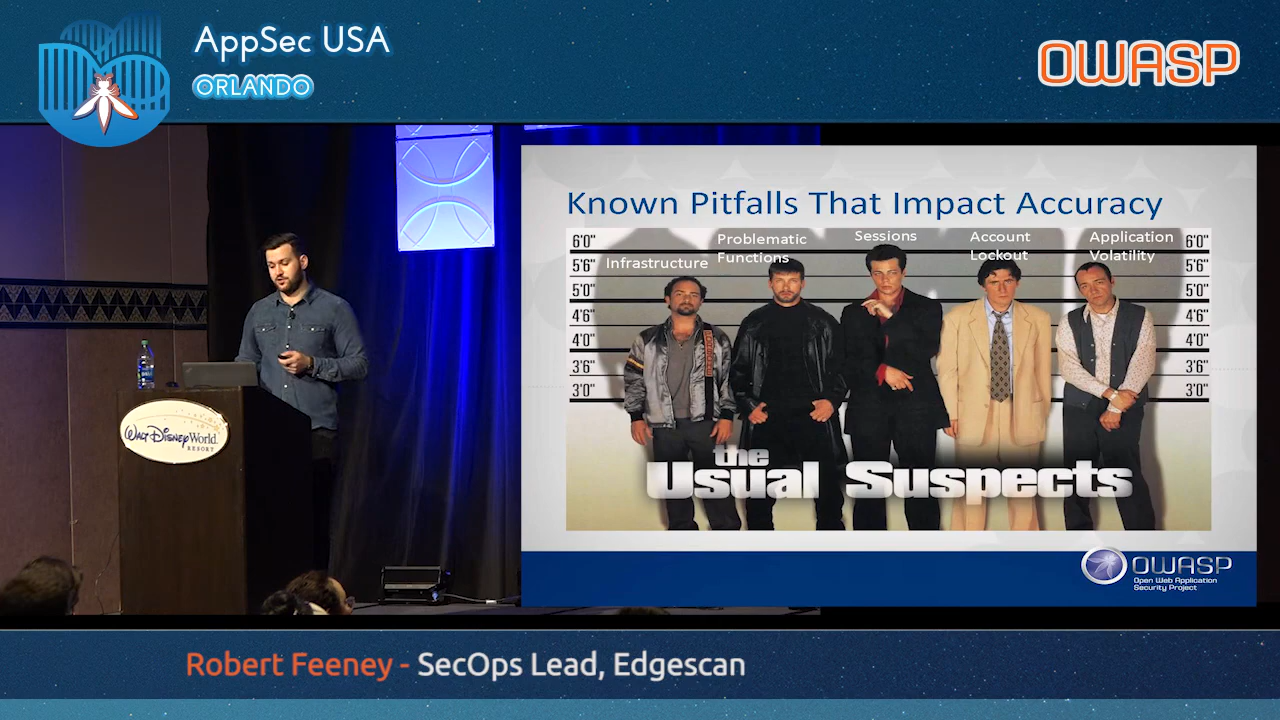 AppSec USA
ORLANDO
OWASP
Known Pitfalls That Impact Accuracy
6'0"
5'6"
5'0"
4'6"
4'0"
3'6"
3'0"
Infrastructure
Problematic
Functions
Sessions
Account
Lockout
Application
Volatility
6'0"
5'6"
5'0"
4'6"
4'0"
3'6"
3'0"
the
Usual Suspects
OWASP
Open Web Application
Security Project
Walt Disney World
RESORT
Robert Feeney - SecOps Lead, Edgescan